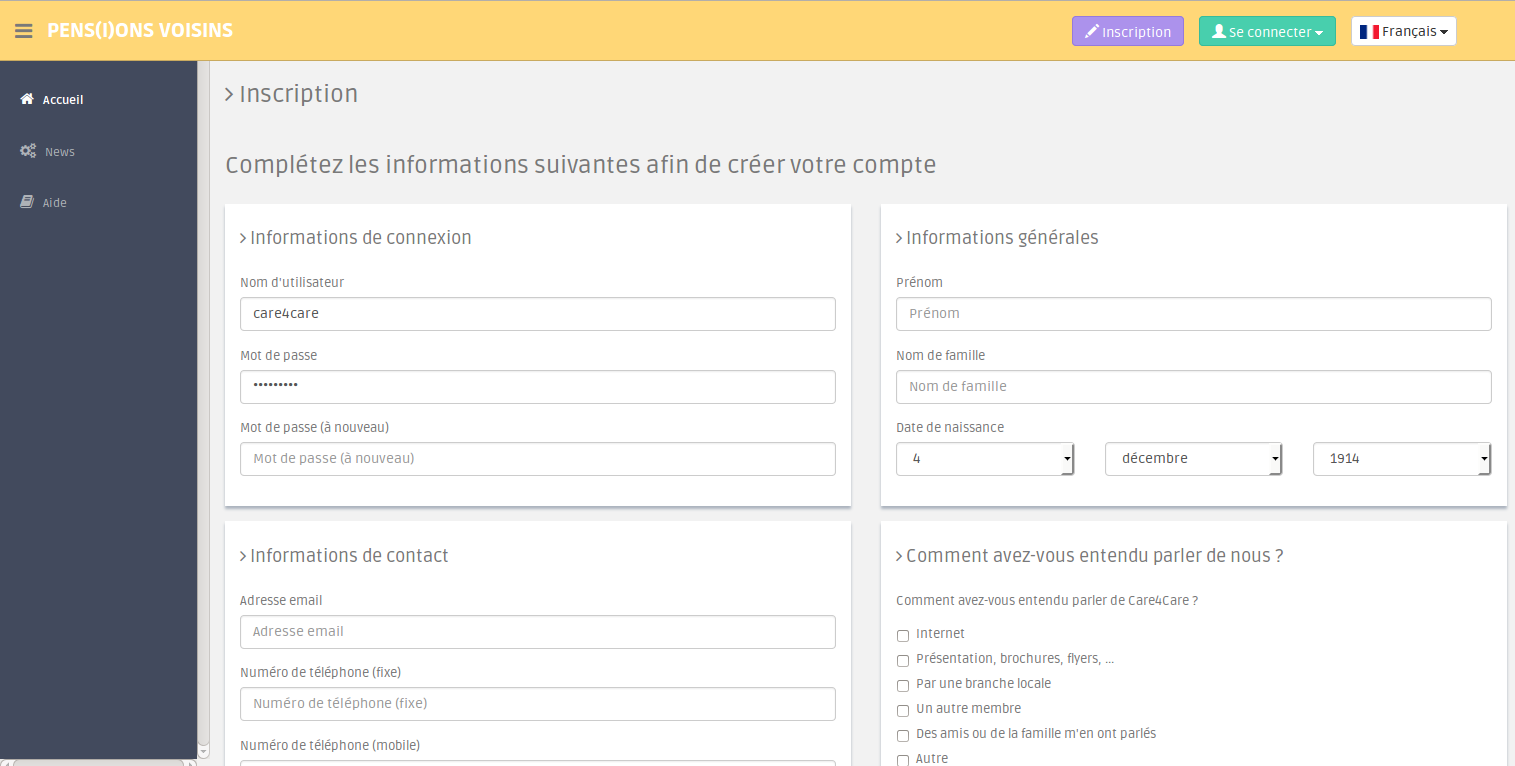 PENS(I)ONS VOISINS
Inscription
Se connecter
Français
Accueil
News
Aide
Inscription
Complétez les informations suivantes afin de créer votre compte
Informations de connexion
Nom d'utilisateur
care4care
Mot de passe
•••••••••
Mot de passe (à nouveau)
Mot de passe (à nouveau)
Informations générales
Prénom
Prénom
Nom de famille
Nom de famille
Date de naissance
4 décembre 1914
Informations de contact
Adresse email
Adresse email
Numéro de téléphone (fixe)
Numéro de téléphone (fixe)
Numéro de téléphone (mobile)
Comment avez-vous entendu parler de nous ?
Comment avez-vous entendu parler de Care4Care ?
Internet
Présentation, brochures, flyers, ...
Par une branche locale
Un autre membre
Des amis ou de la famille m'en ont parlés
Autre